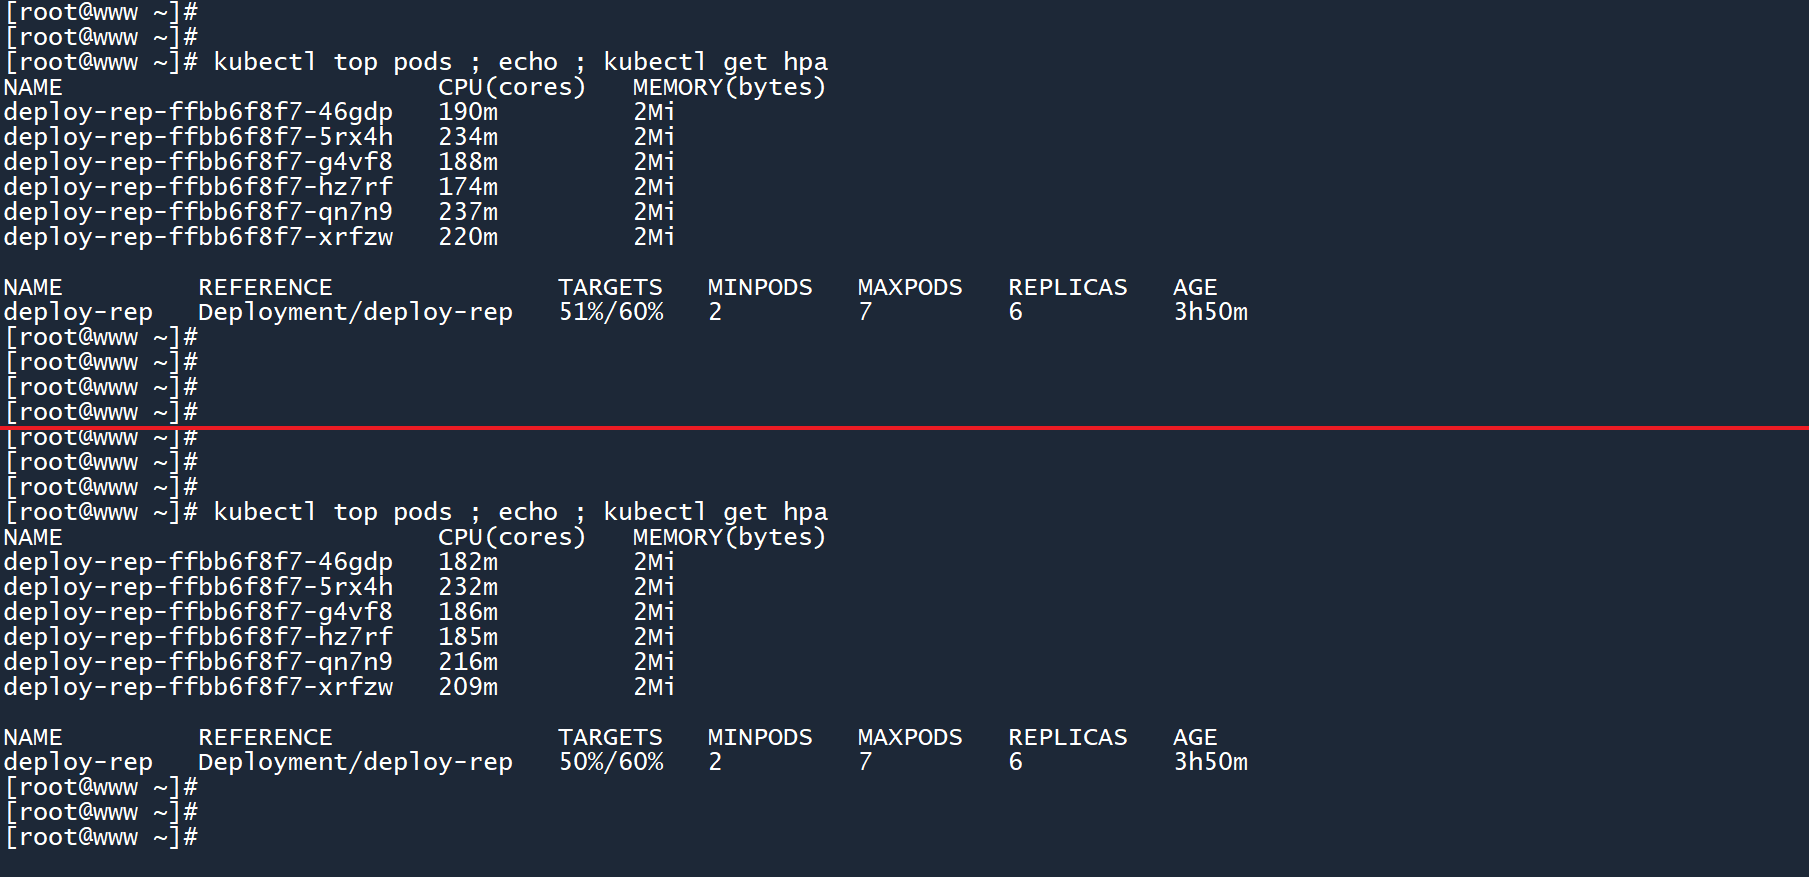 [root@www ~]#
[root@www ~]#
[root@www ~]# kubectl top pods ; echo ; kubectl get hpa
NAME                         CPU(cores)   MEMORY(bytes)
deploy-rep-ffbb6f8f7-46gdp   190m         2Mi
deploy-rep-ffbb6f8f7-5rx4h   234m         2Mi
deploy-rep-ffbb6f8f7-g4vf8   188m         2Mi
deploy-rep-ffbb6f8f7-hz7rf   174m         2Mi
deploy-rep-ffbb6f8f7-qn7n9   237m         2Mi
deploy-rep-ffbb6f8f7-xrfzw   220m         2Mi

NAME         REFERENCE               TARGETS   MINPODS   MAXPODS   REPLICAS   AGE
deploy-rep   Deployment/deploy-rep   51%/60%   2         7         6          3h50m
[root@www ~]#
[root@www ~]#
[root@www ~]#
[root@www ~]#
[root@www ~]#
[root@www ~]#
[root@www ~]#
[root@www ~]# kubectl top pods ; echo ; kubectl get hpa
NAME                         CPU(cores)   MEMORY(bytes)
deploy-rep-ffbb6f8f7-46gdp   182m         2Mi
deploy-rep-ffbb6f8f7-5rx4h   232m         2Mi
deploy-rep-ffbb6f8f7-g4vf8   186m         2Mi
deploy-rep-ffbb6f8f7-hz7rf   185m         2Mi
deploy-rep-ffbb6f8f7-qn7n9   216m         2Mi
deploy-rep-ffbb6f8f7-xrfzw   209m         2Mi

NAME         REFERENCE               TARGETS   MINPODS   MAXPODS   REPLICAS   AGE
deploy-rep   Deployment/deploy-rep   50%/60%   2         7         6          3h50m
[root@www ~]#
[root@www ~]#
[root@www ~]#